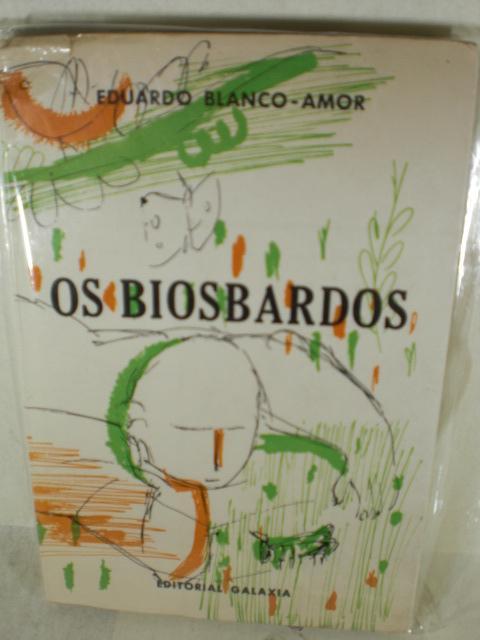 EDUARDO BLANCO-AMOR
OS BIOSBARDOS
EDITORIAL GALAXIA